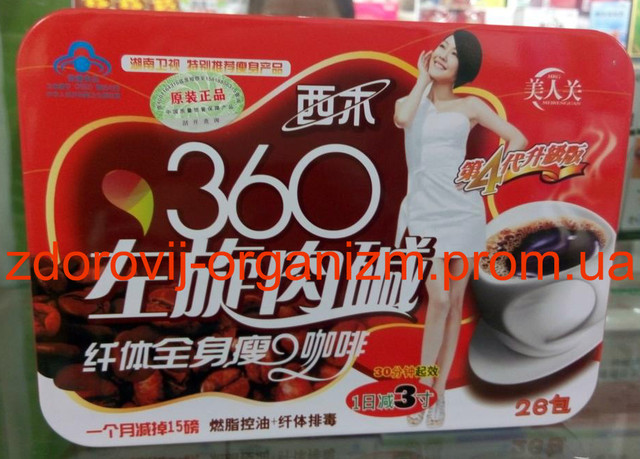 湖南卫视 特别推荐瘦身产品
原装正品
西禾
美人关
360
第4代升级版
左旋肉碱
zdorovij-organizm.prom.ua
纤体全身瘦咖啡
30分钟起效
1日减3寸
一个月减掉15磅 燃脂控油+纤体排毒
28包